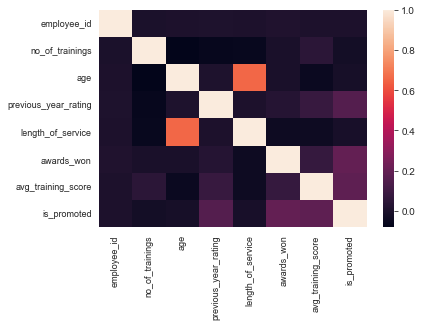 employee_id
no_of_trainings
age
previous_year_rating
length_of_service
awards_won
avg_training_score
is_promoted
employee_id
no_of_trainings
age
previous_year_rating
length_of_service
awards_won
avg_training_score
is_promoted
1.0
0.8
0.6
0.4
0.2
0.0